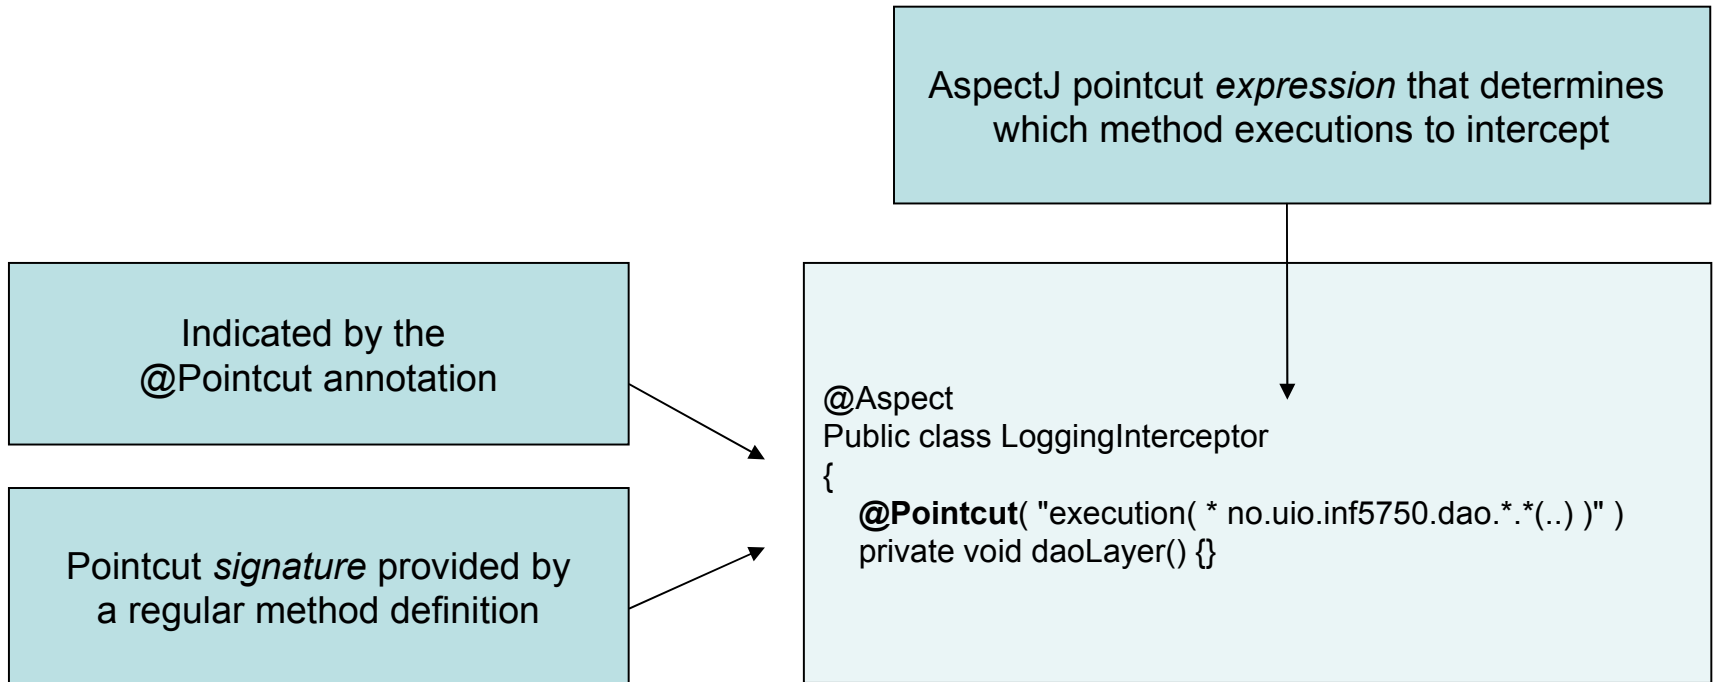 AspectJ pointcut expression that determines
which method executions to intercept
Indicated by the
@Pointcut annotation
Pointcut signature provided by
a regular method definition
@Aspect
Public class LoggingInterceptor
{
@Pointcut( "execution( * no.uio.inf5750.dao.*.*(..) )" )
private void daoLayer() {}